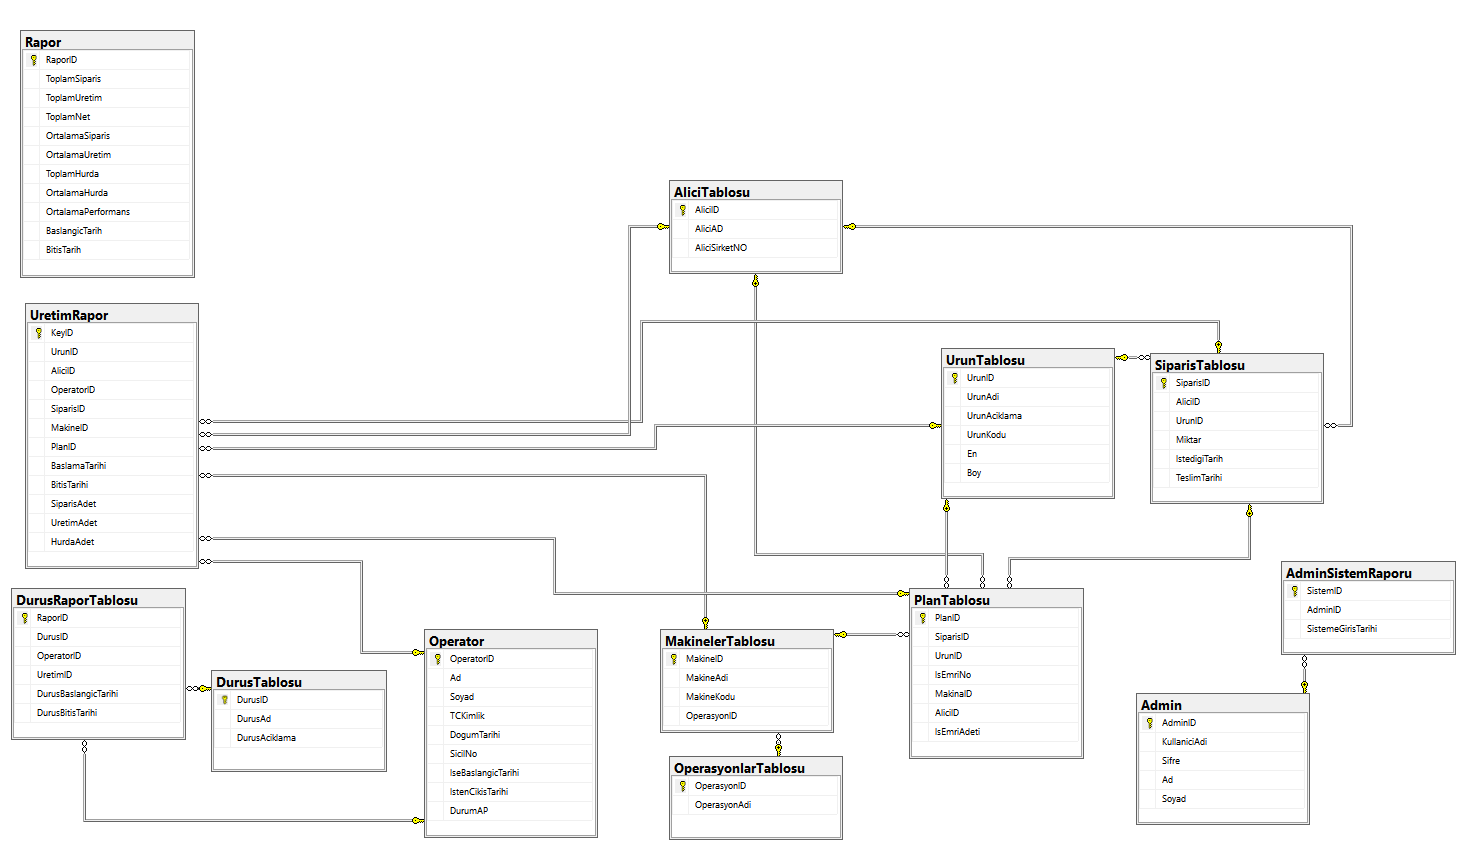 Rapor
RaporID
ToplamSiparis
ToplamUretim
ToplamNet
OrtalamaSiparis
OrtalamaUretim
ToplamHurda
OrtalamaHurda
OrtalamaPerformans
BaslangicTarih
BitisTarih
AliciTablosu
AliciID
AliciAD
AliciSirketNO
UretimRapor
KeyID
UrunID
AliciID
OperatorID
SiparisID
MakineID
PlanID
BaslamaTarihi
BitisTarihi
SiparisAdet
UretimAdet
HurdaAdet
UrunTablosu
UrunID
UrunAdi
UrunAciklama
UrunKodu
En
Boy
SiparisTablosu
SiparisID
AliciID
UrunID
Miktar
IstedigiTarih
TeslimTarihi
DurusRaporTablosu
RaporID
DurusID
OperatorID
UretimID
DurusBaslangicTarihi
DurusBitisTarihi
DurusTablosu
DurusID
DurusAd
DurusAciklama
Operator
OperatorID
Ad
Soyad
TCKimlik
DogumTarihi
SicilNo
IseBaslangicTarihi
IstenCikisTarihi
DurumAP
MakinelerTablosu
MakineID
MakineAdi
MakineKodu
OperasyonID
OperasyonlarTablosu
OperasyonID
OperasyonAdi
PlanTablosu
PlanID
SiparisID
UrunID
IsEmriNo
MakinaID
AliciID
IsEmriAdeti
AdminSistemRaporu
SistemID
AdminID
SistemeGirisTarihi
Admin
AdminID
KullaniciAdi
Sifre
Ad
Soyad